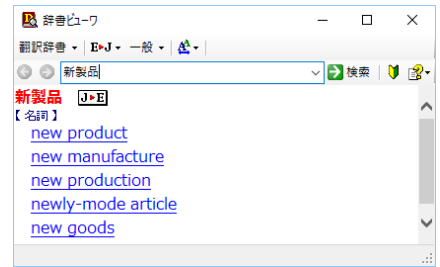 辞書ビューワ
翻訳辞書 E▸J 一般 A
新製品 検索
新製品 J▸E
【名詞】
new product
new manufacture
new production
newly-mode article
new goods